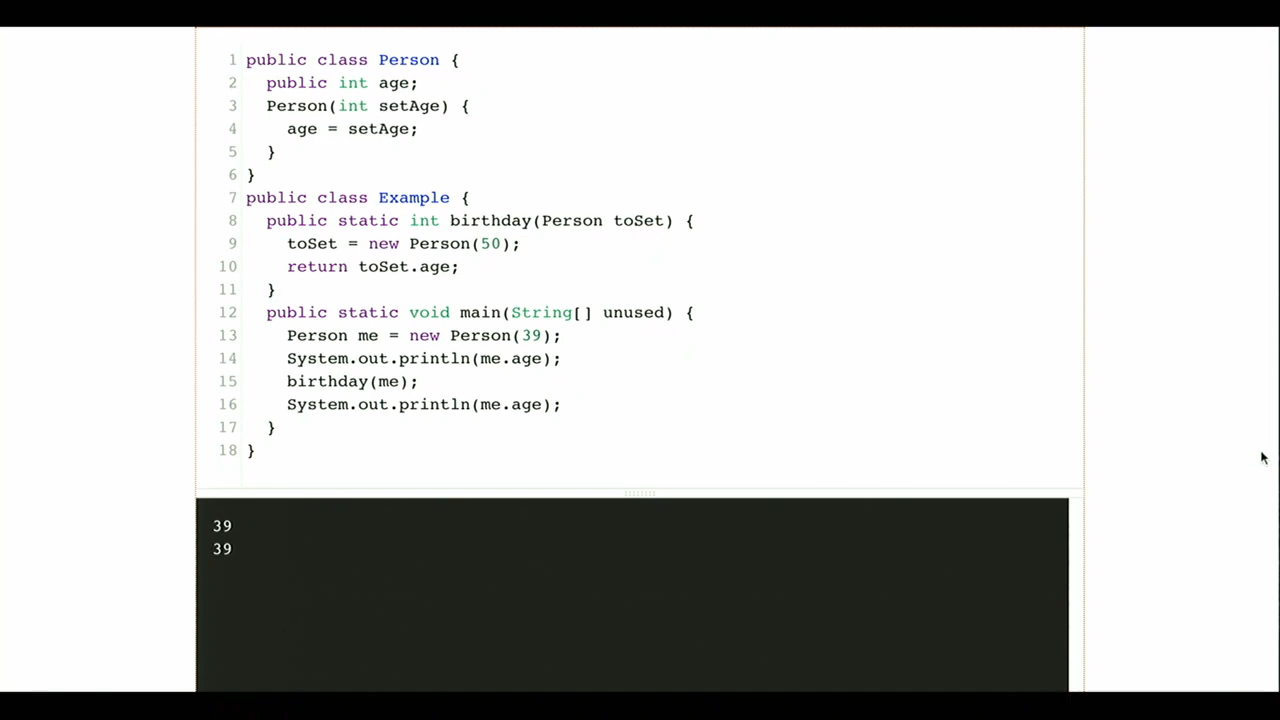 1 public class Person {
2   public int age;
3   Person(int setAge) {
4     age = setAge;
5   }
6 }
7 public class Example {
8   public static int birthday(Person toSet) {
9     toSet = new Person(50);
10     return toSet.age;
11   }
12   public static void main(String[] unused) {
13     Person me = new Person(39);
14     System.out.println(me.age);
15     birthday(me);
16     System.out.println(me.age);
17   }
18 }
39
39